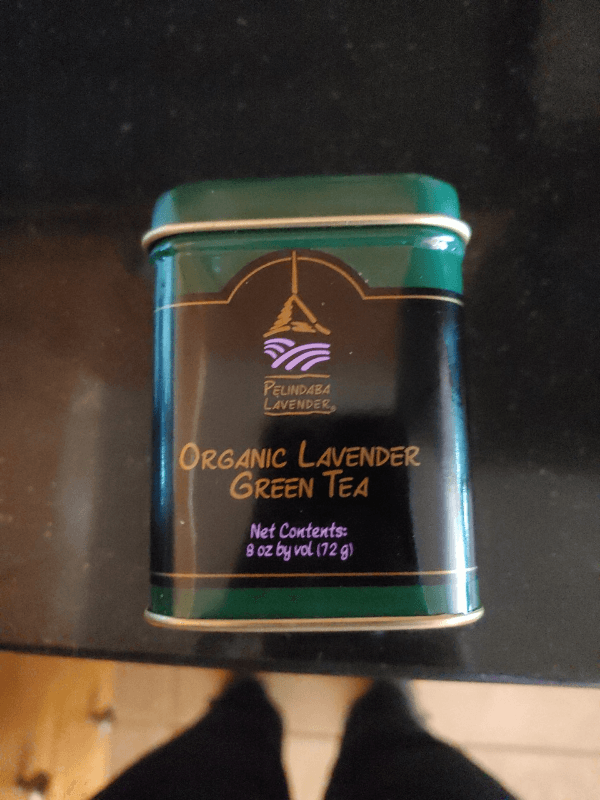 PELINDABA
LAVENDER®
ORGANIC LAVENDER
GREEN TEA
Net Contents:
8 oz by vol. (72 g)